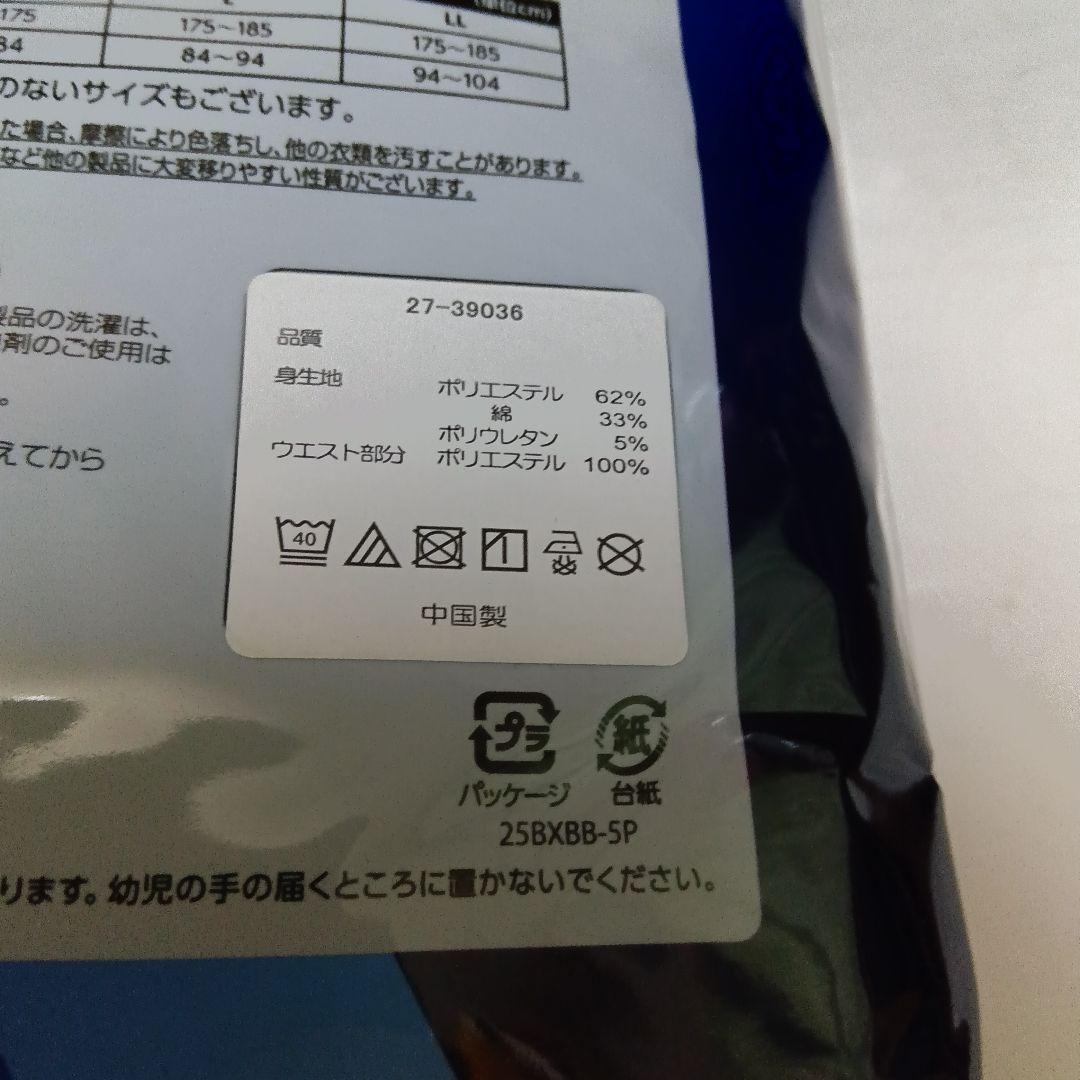 L
(単位cm)
LL
175
175～185
175～185
84
84～94
94～104
のないサイズもございます。
た場合、摩擦により色落ちし、他の衣類を汚すことがあります。
など他の製品に大変移りやすい性質がございます。
製品の洗濯は、
剤のご使用は
。
えてから
27-39036
品質
身生地 ポリエステル 62%
綿 33%
ポリウレタン 5%
ウエスト部分 ポリエステル 100%
40
中国製
プラ
紙
パッケージ
台紙
25BXBB-5P
ります。幼児の手の届くところに置かないでください。